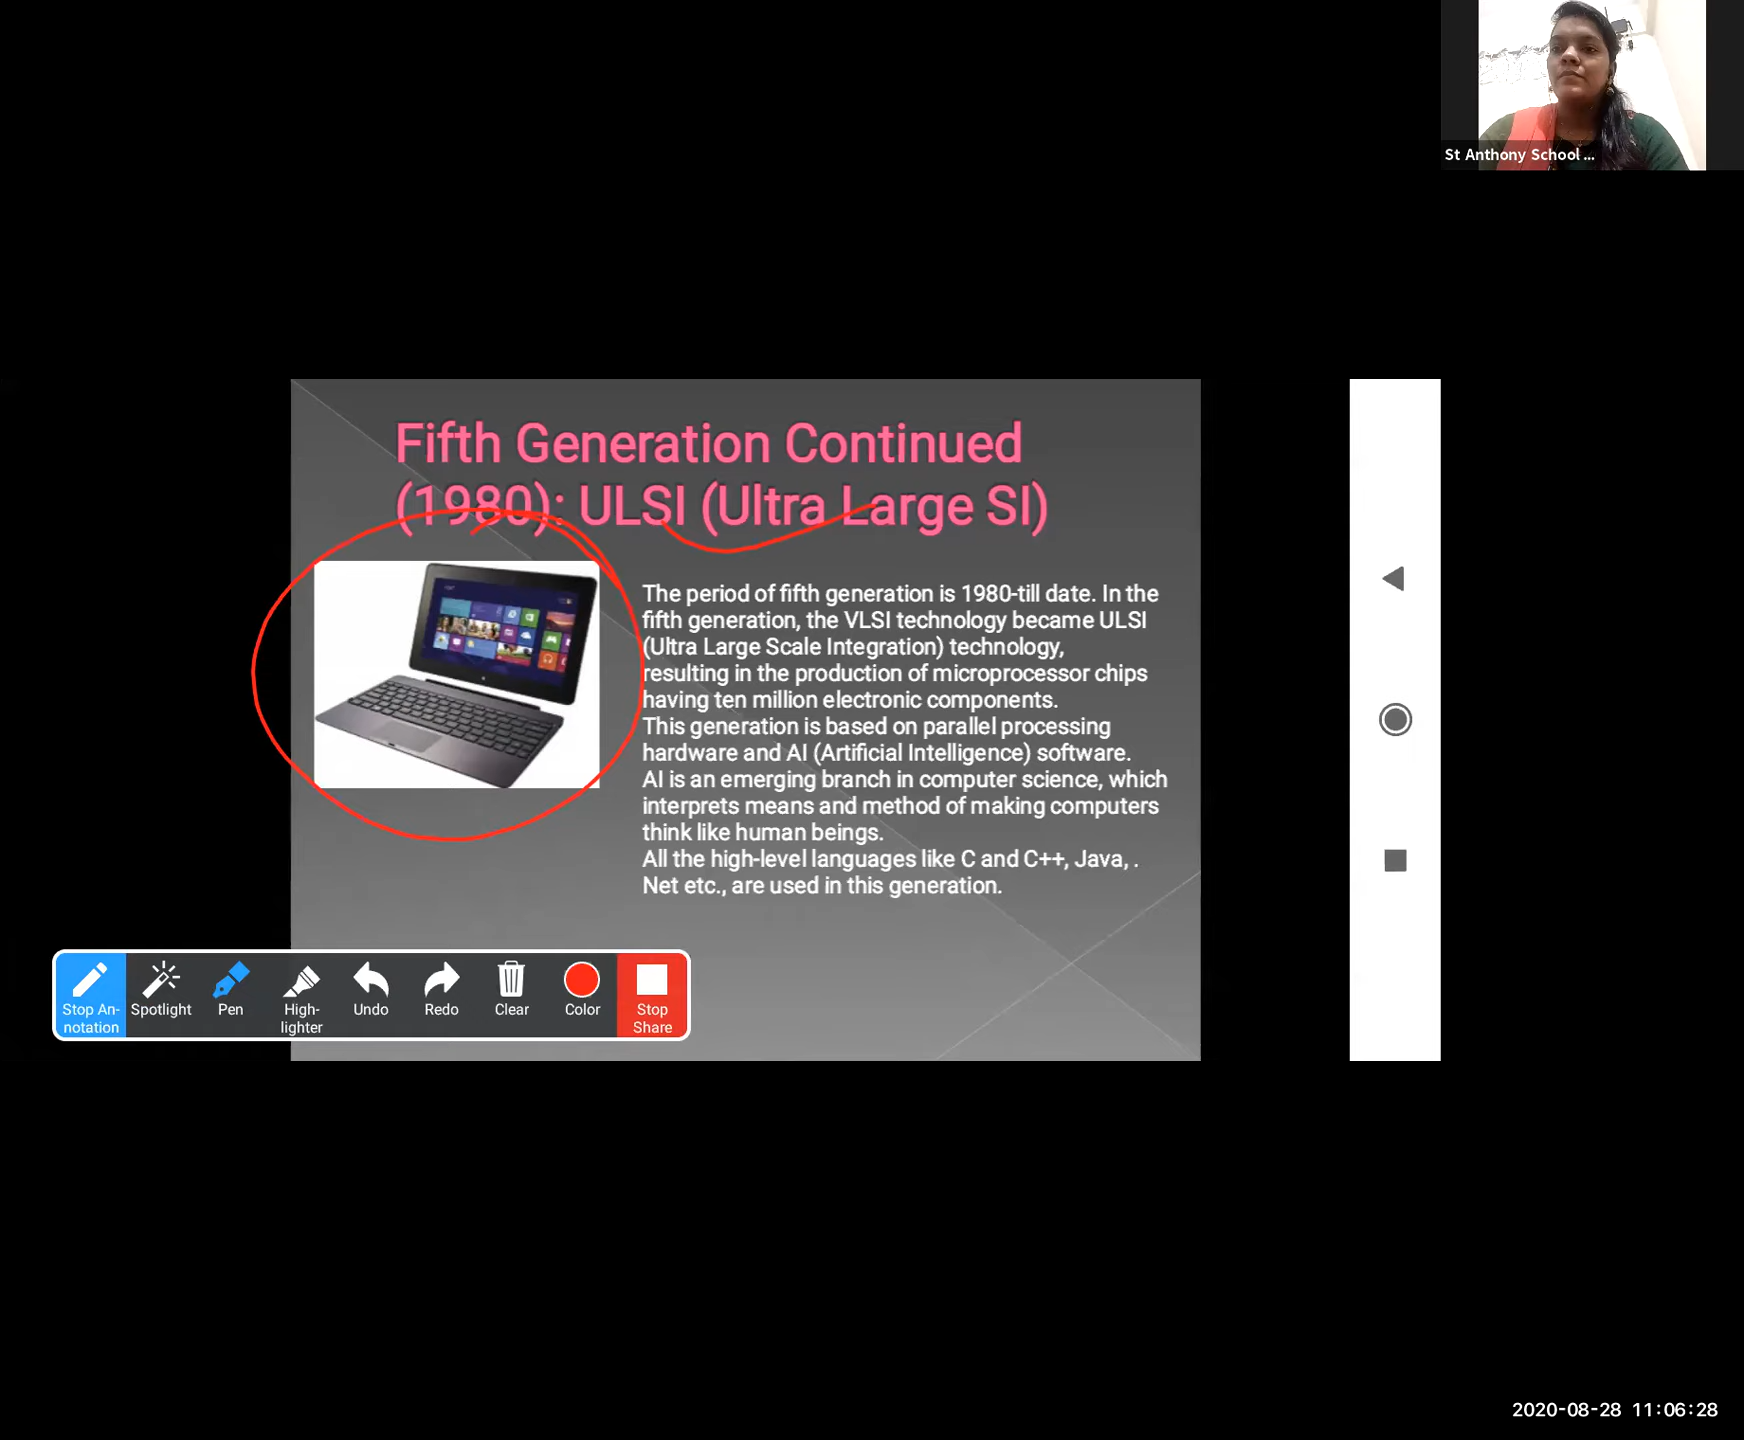 St Anthony School ...
Fifth Generation Continued
(1980): ULSI (Ultra Large SI)
The period of fifth generation is 1980-till date. In the
fifth generation, the VLSI technology became ULSI
(Ultra Large Scale Integration) technology,
resulting in the production of microprocessor chips
having ten million electronic components.
This generation is based on parallel processing
hardware and AI (Artificial Intelligence) software.
AI is an emerging branch in computer science, which
interprets means and method of making computers
think like human beings.
All the high-level languages like C and C++, Java, .
Net etc., are used in this generation.
Stop An-
notation
Spotlight
Pen
High-
lighter
Undo
Redo
Clear
Color
Stop
Share
2020-08-28 11:06:28